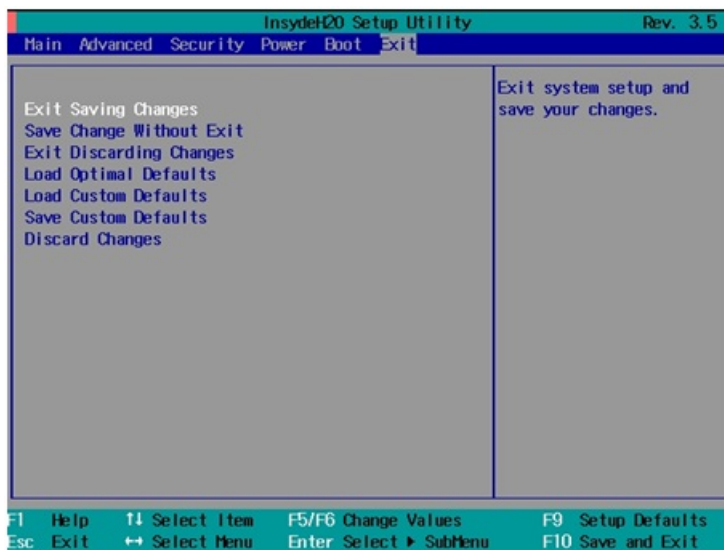 InsydeH20 Setup Utility Rev. 3.5
Main Advanced Security Power Boot Exit
Exit Saving Changes
Save Change Without Exit
Exit Discarding Changes
Load Optimal Defaults
Load Custom Defaults
Save Custom Defaults
Discard Changes
Exit system setup and
save your changes.
F1 Help ↑↓ Select Item F5/F6 Change Values F9 Setup Defaults
Esc Exit ↔ Select Menu Enter Select ▶ SubMenu F10 Save and Exit